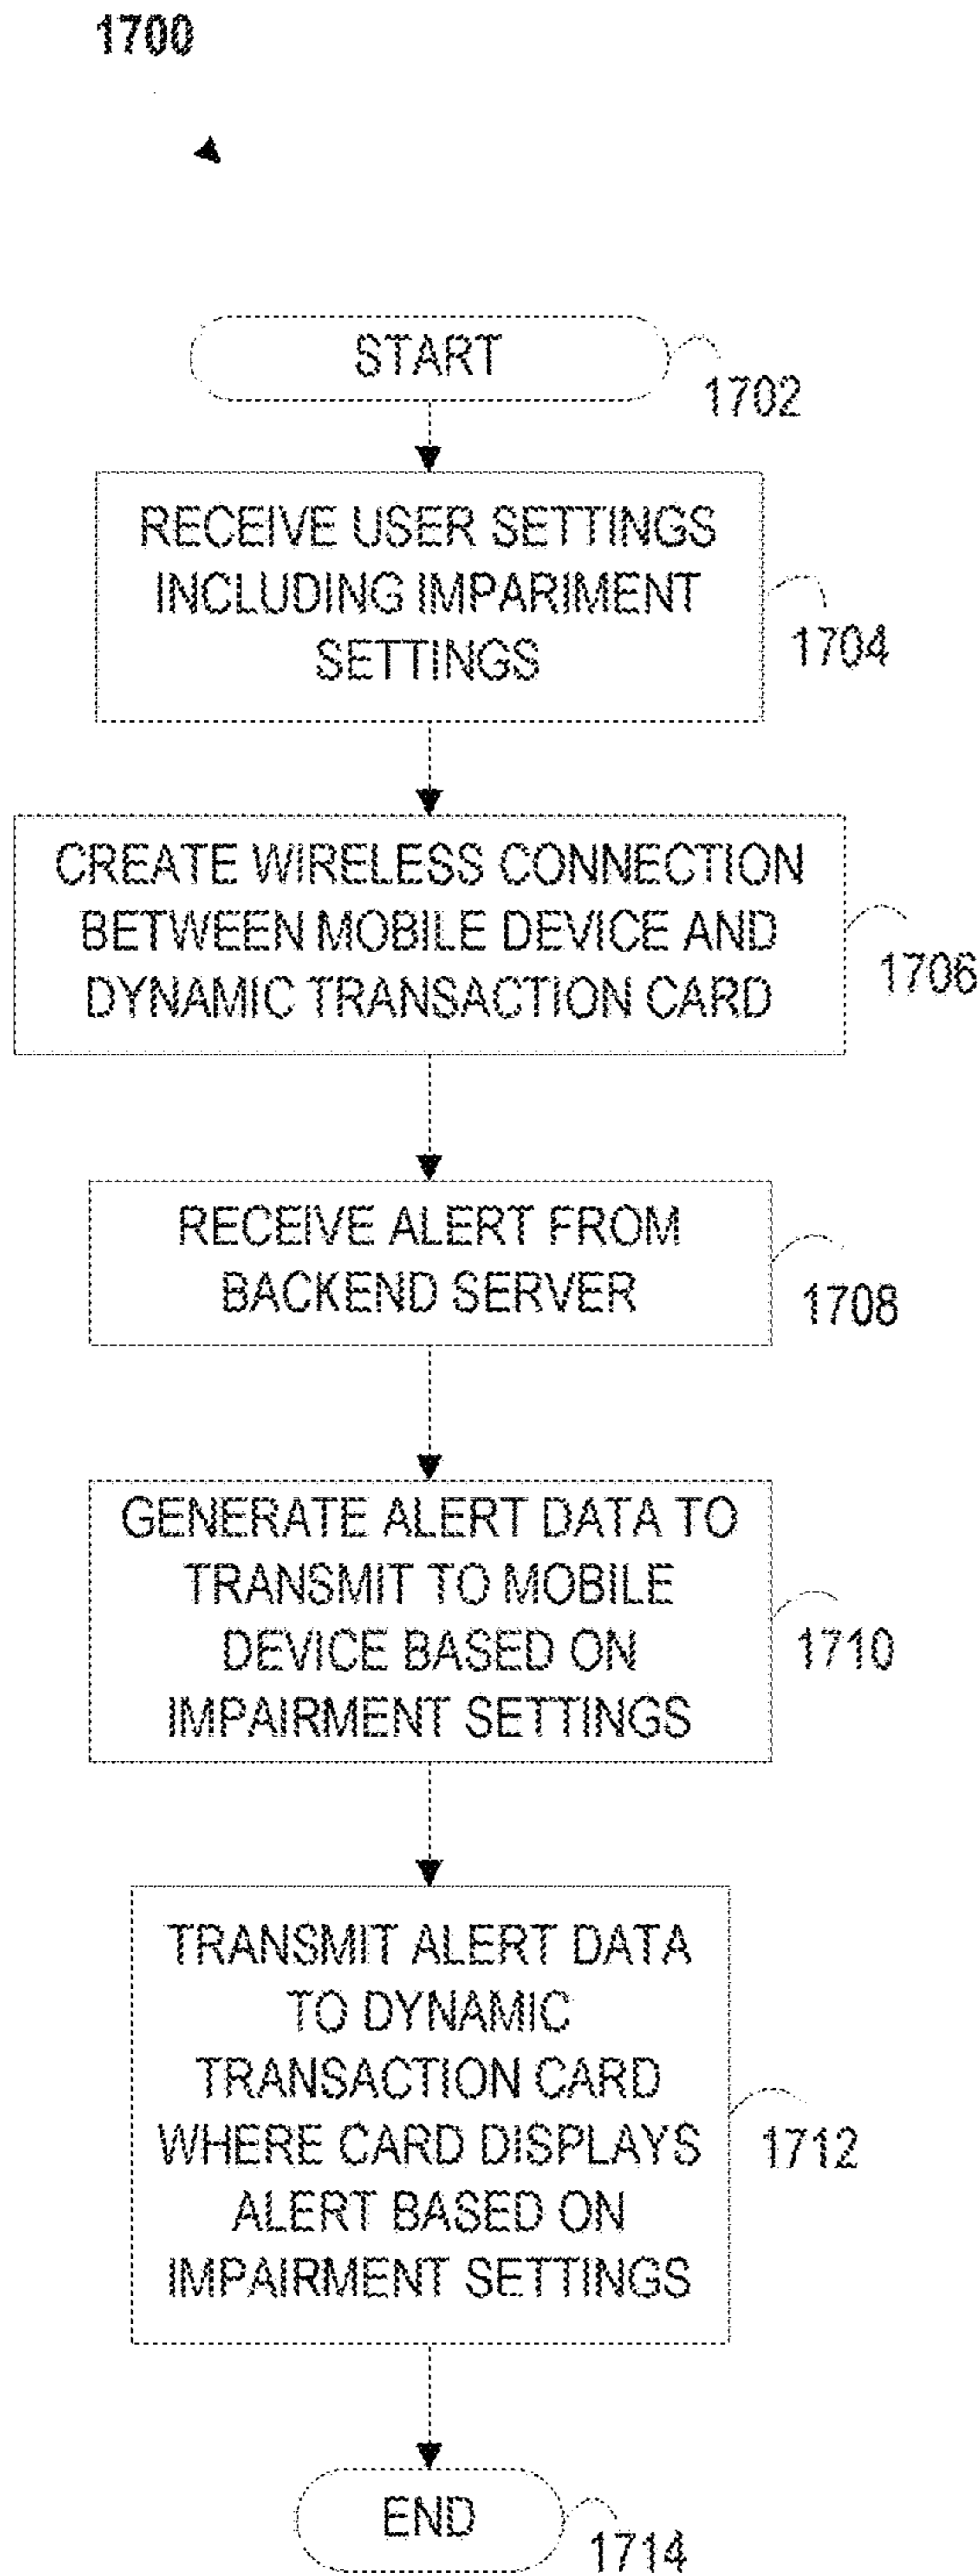 1700
START
1702
RECEIVE USER SETTINGS
INCLUDING IMPARIMENT
SETTINGS
1704
CREATE WIRELESS CONNECTION
BETWEEN MOBILE DEVICE AND
DYNAMIC TRANSACTION CARD
1706
RECEIVE ALERT FROM
BACKEND SERVER
1708
GENERATE ALERT DATA TO
TRANSMIT TO MOBILE
DEVICE BASED ON
IMPAIRMENT SETTINGS
1710
TRANSMIT ALERT DATA
TO DYNAMIC
TRANSACTION CARD
WHERE CARD DISPLAYS
ALERT BASED ON
IMPAIRMENT SETTINGS
1712
END
1714